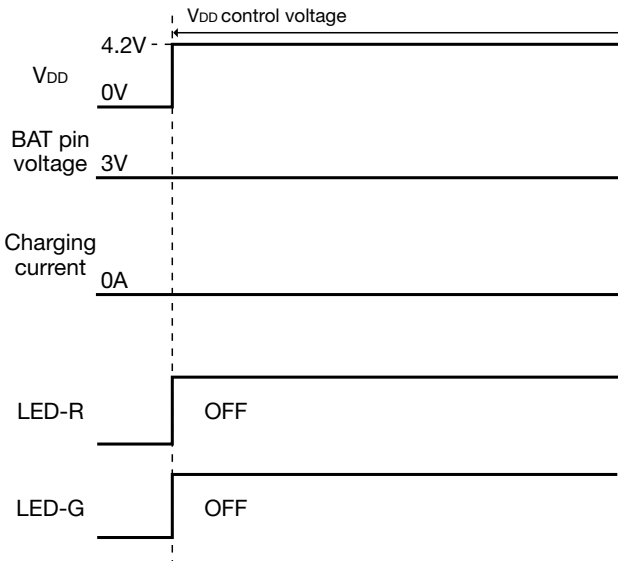 VDD control voltage
4.2V
VDD
0V
BAT pin
voltage
3V
Charging
current
0A
LED-R
OFF
LED-G
OFF